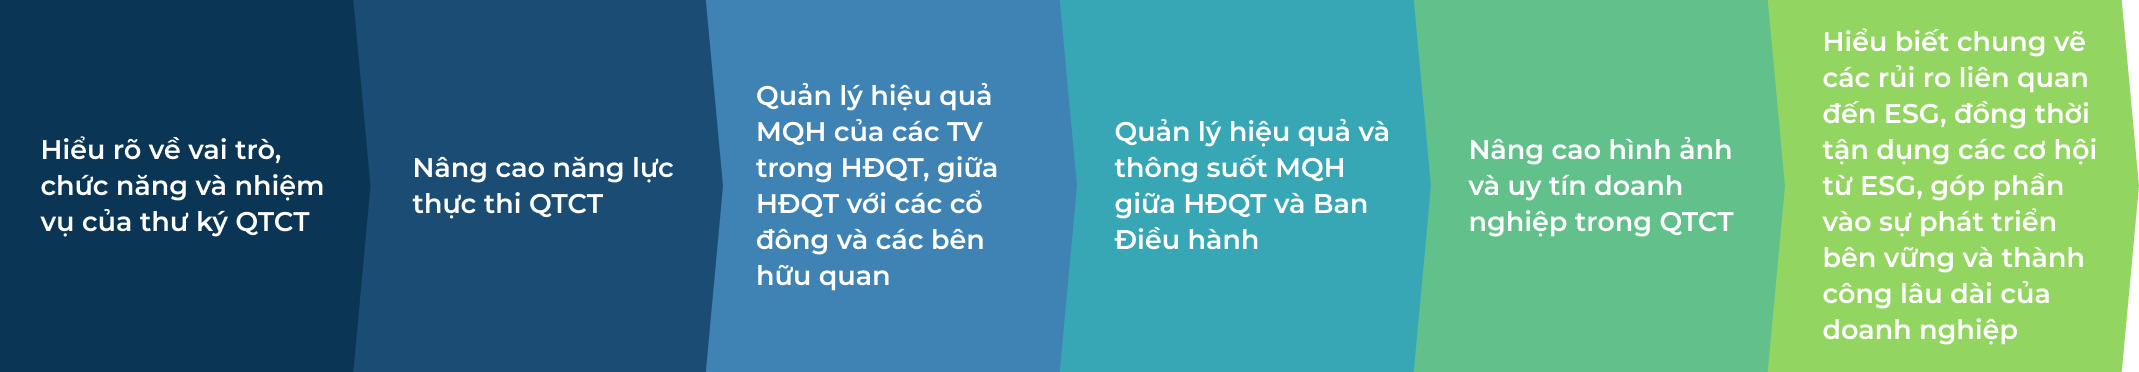 Hiểu rõ về vai trò,
chức năng và nhiệm
vụ của thư ký QTCT
Nâng cao năng lực
thực thi QTCT
Quản lý hiệu quả
MQH của các TV
trong HĐQT, giữa
HĐQT với các cổ
đông và các bên
hữu quan
Quản lý hiệu quả và
thông suốt MQH
giữa HĐQT và Ban
Điều hành
Nâng cao hình ảnh
và uy tín doanh
nghiệp trong QTCT
Hiểu biết chung vẽ
các rủi ro liên quan
đến ESG, đồng thời
tận dụng các cơ hội
từ ESG, góp phần
vào sự phát triển
bên vững và thành
công lâu dài của
doanh nghiệp